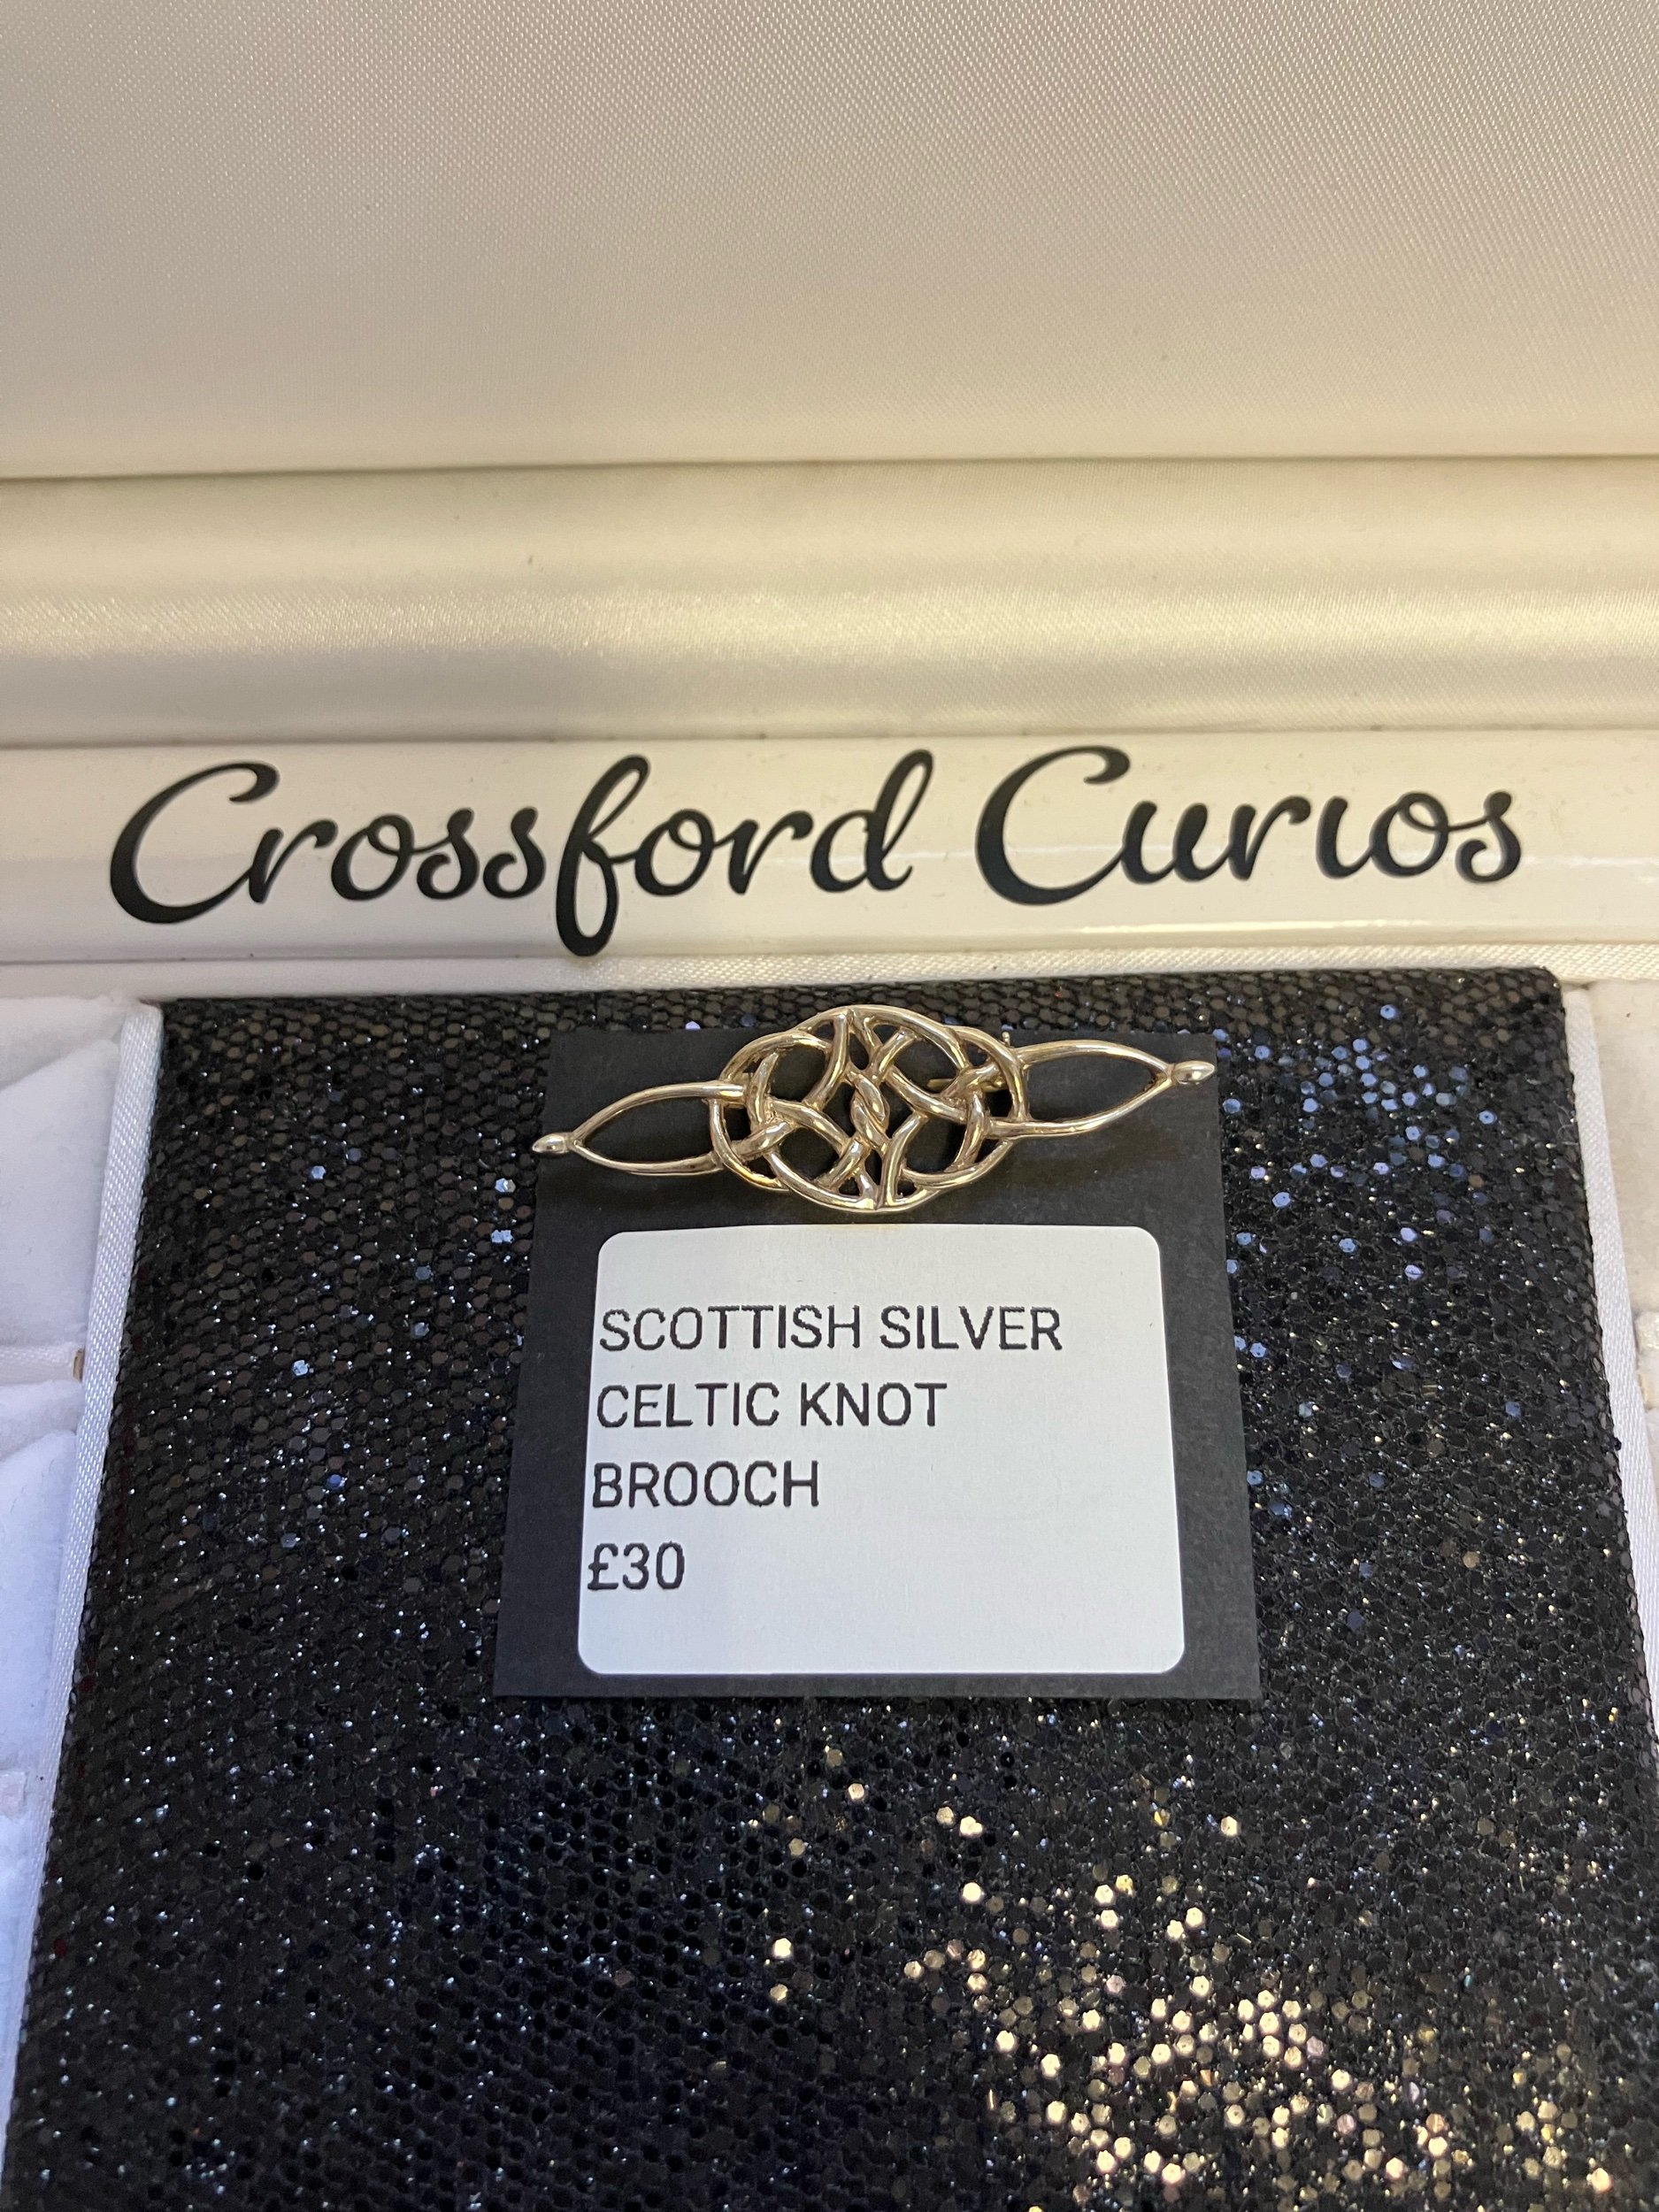 Crossford Curios
SCOTTISH SILVER
CELTIC KNOT
BROOCH
£30